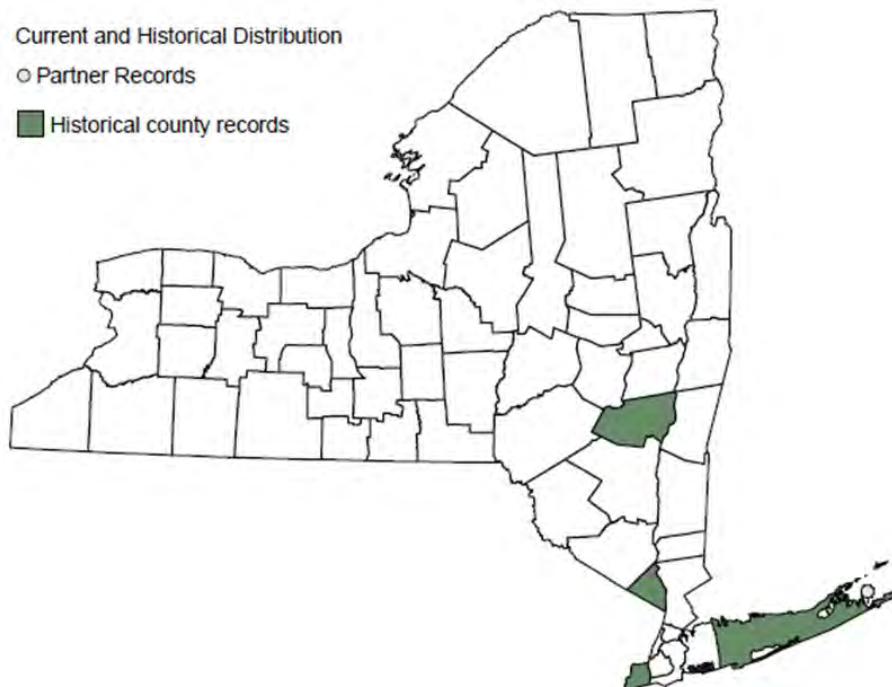 Current and Historical Distribution
Partner Records
Historical county records